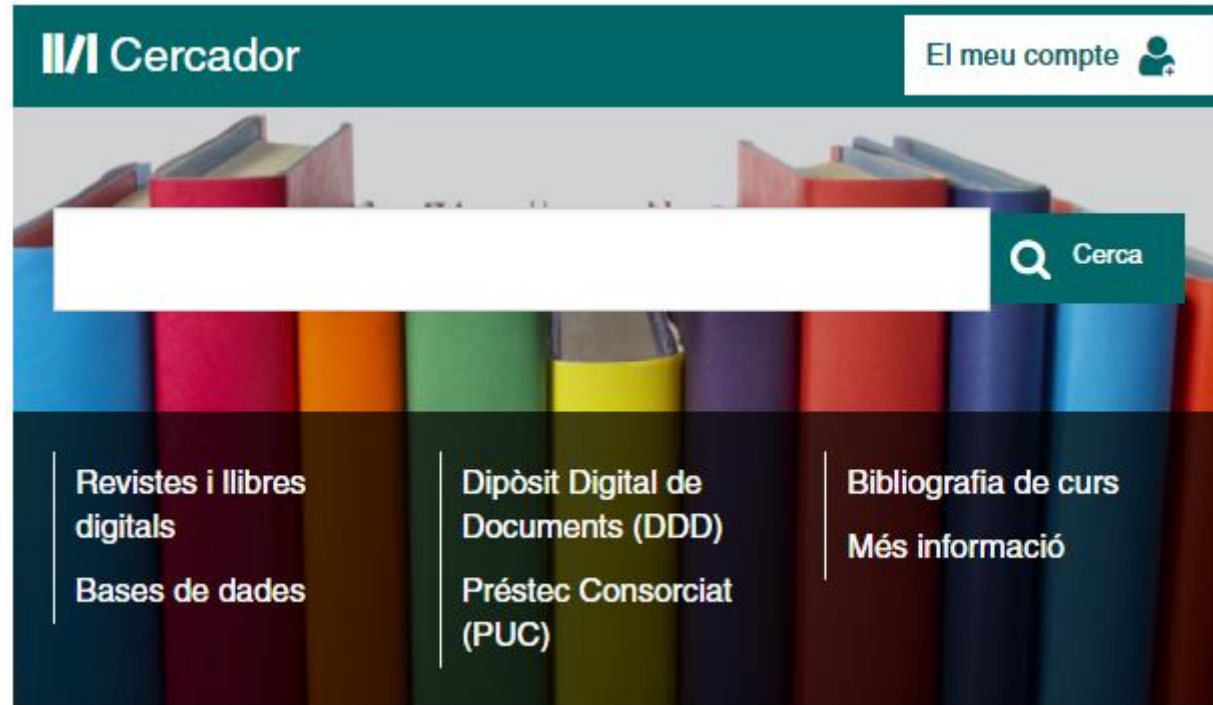 Cercador
El meu compte
Cerca
Revistes i llibres
digitals
Bases de dades
Dipòsit Digital de
Documents (DDD)
Préstec Consorciat
(PUC)
Bibliografia de curs
Més informació